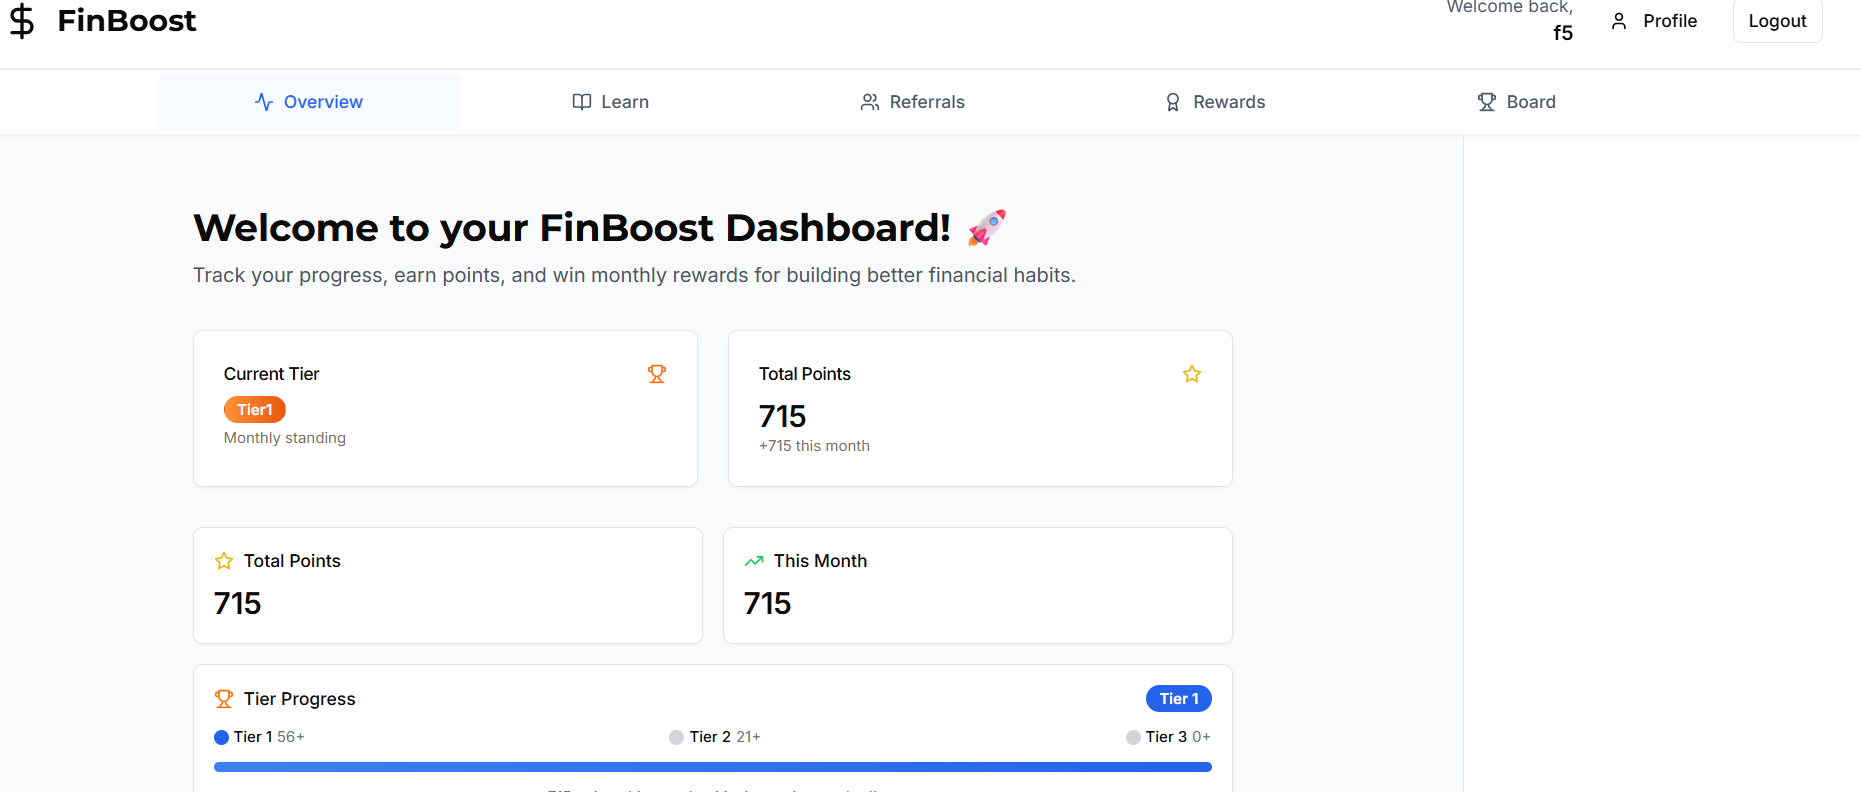 FinBoost
Welcome back,
f5
Profile
Logout
Overview
Learn
Referrals
Rewards
Board
Welcome to your FinBoost Dashboard! 🚀
Track your progress, earn points, and win monthly rewards for building better financial habits.
Current Tier
Tier1
Monthly standing
Total Points
715
+715 this month
Total Points
715
This Month
715
Tier Progress
Tier 1
Tier 1 56+
Tier 2 21+
Tier 3 0+